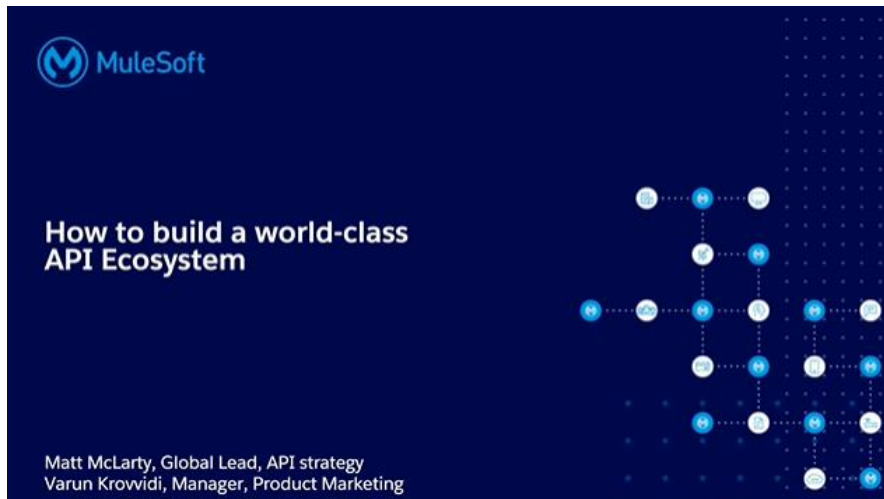 MuleSoft
How to build a world-class
API Ecosystem
Matt McLarty, Global Lead, API strategy
Varun Krovvidi, Manager, Product Marketing